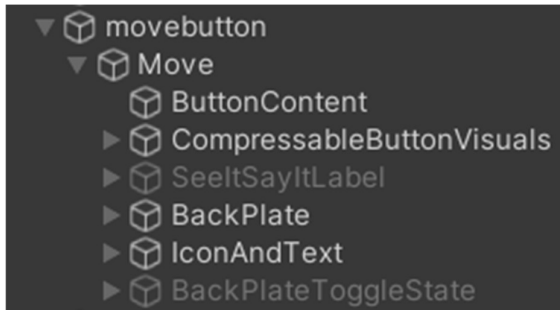 movebutton
Move
ButtonContent
CompressableButtonVisuals
SeeItSayItLabel
BackPlate
IconAndText
BackPlateToggleState